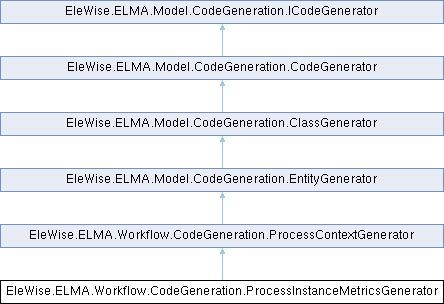 EleWise.ELMA.Model.CodeGeneration.ICodeGenerator
EleWise.ELMA.Model.CodeGeneration.CodeGenerator
EleWise.ELMA.Model.CodeGeneration.ClassGenerator
EleWise.ELMA.Model.CodeGeneration.EntityGenerator
EleWise.ELMA.Workflow.CodeGeneration.ProcessContextGenerator
EleWise.ELMA.Workflow.CodeGeneration.ProcessInstanceMetricsGenerator